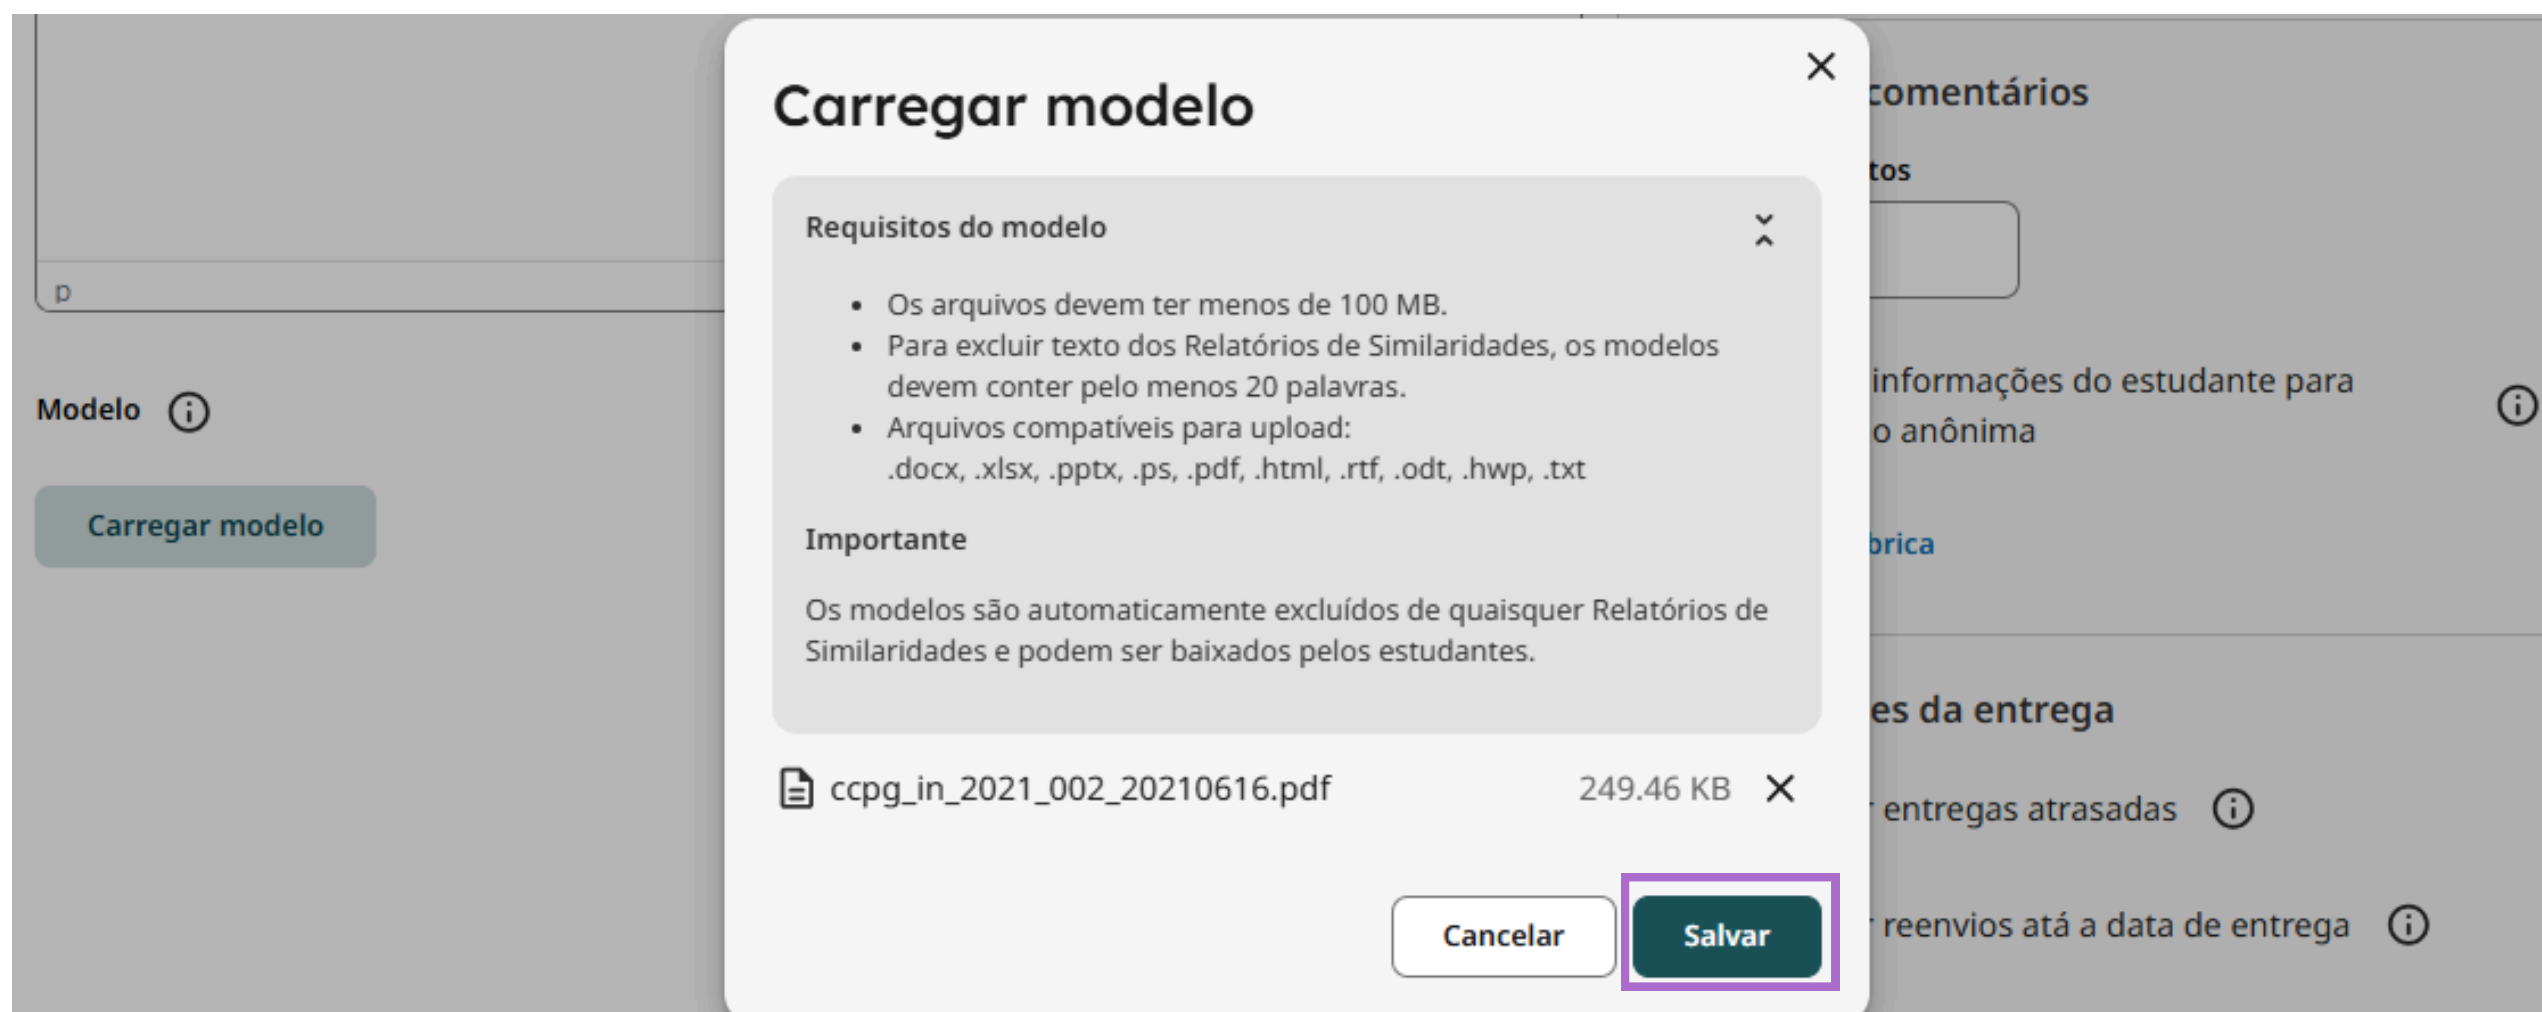 Carregar modelo
Requisitos do modelo
• Os arquivos devem ter menos de 100 MB.
• Para excluir texto dos Relatórios de Similaridades, os modelos
devem conter pelo menos 20 palavras.
• Arquivos compatíveis para upload:
.docx, .xlsx, .pptx, .ps, .pdf, .html, .rtf, .odt, .hwp, .txt
Importante
Os modelos são automaticamente excluídos de quaisquer Relatórios de
Similaridades e podem ser baixados pelos estudantes.
ccpg_in_2021_002_20210616.pdf 249.46 KB
Cancelar
Salvar
p
Modelo
Carregar modelo
comentários
tos
informações do estudante para
o anônima
brica
es da entrega
r entregas atrasadas
r reenvios atá a data de entrega